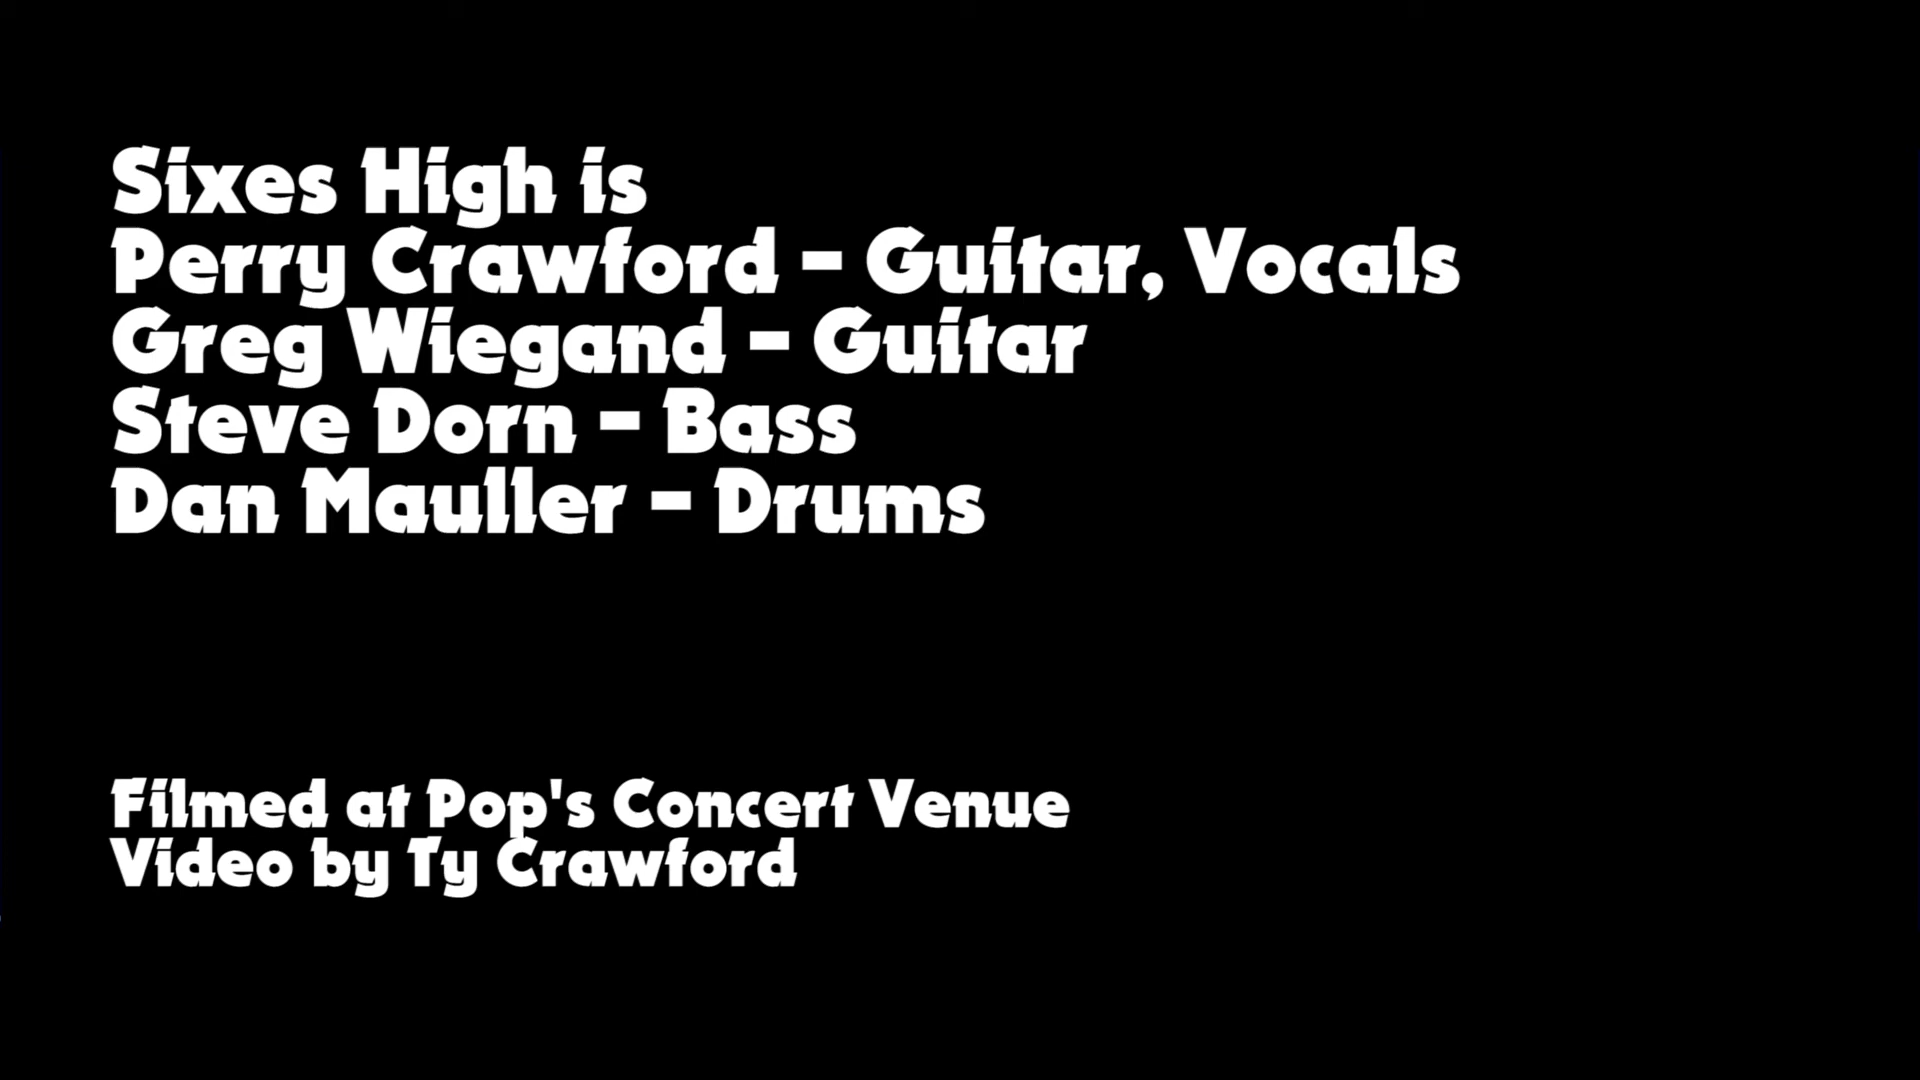 Sixes High is
Perry Crawford - Guitar, Vocals
Greg Wiegand - Guitar
Steve Dorn - Bass
Dan Mauller - Drums
Filmed at Pop's Concert Venue
Video by Ty Crawford